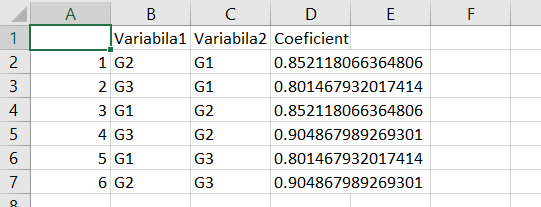 A B C D E F
1 Variabila1 Variabila2 Coeficient
2 1 G2 G1 0.852118066364806
3 2 G3 G1 0.801467932017414
4 3 G1 G2 0.852118066364806
5 4 G3 G2 0.904867989269301
6 5 G1 G3 0.801467932017414
7 6 G2 G3 0.904867989269301
8